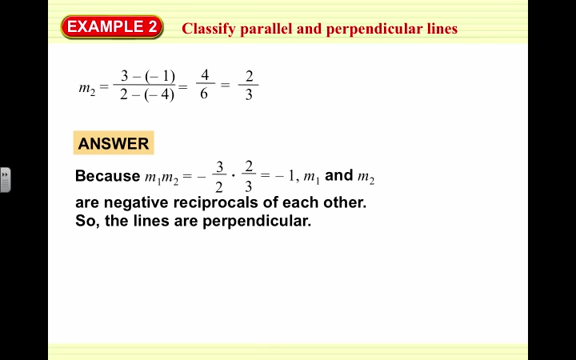 EXAMPLE 2 Classify parallel and perpendicular lines
m₂ = 3 – (– 1) / 2 – (– 4) = 4/6 = 2/3
ANSWER
Because m₁m₂ = – 3/2 · 2/3 = – 1, m₁ and m₂
are negative reciprocals of each other.
So, the lines are perpendicular.